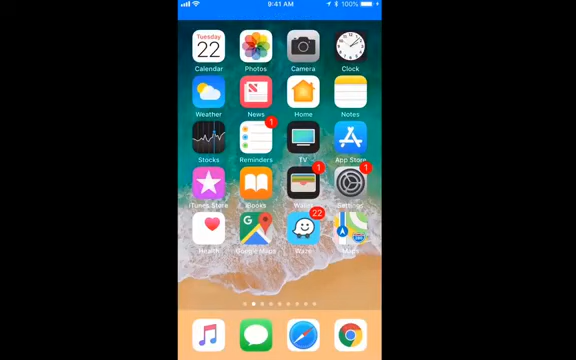 9:41 AM 100%
Tuesday
22
Calendar Photos Camera Clock
Weather News Home Notes
1
Stocks Reminders TV App Store
1 1
iTunes Store iBooks Wallet Settings
22
Health Google Maps Waze Maps